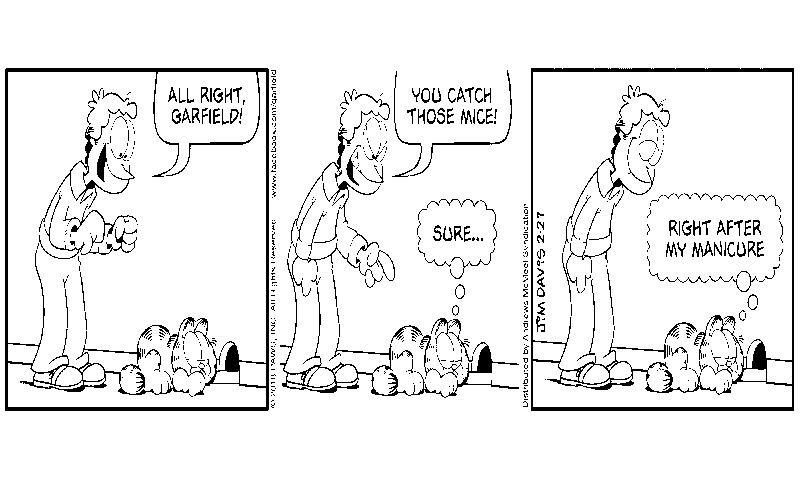 ALL RIGHT,
GARFIELD!
www.facebook.com/garfield
YOU CATCH
THOSE MICE!
SURE...
Distributed by Andrews McMeel Syndication
JIM DAVIS 2-27
RIGHT AFTER
MY MANICURE